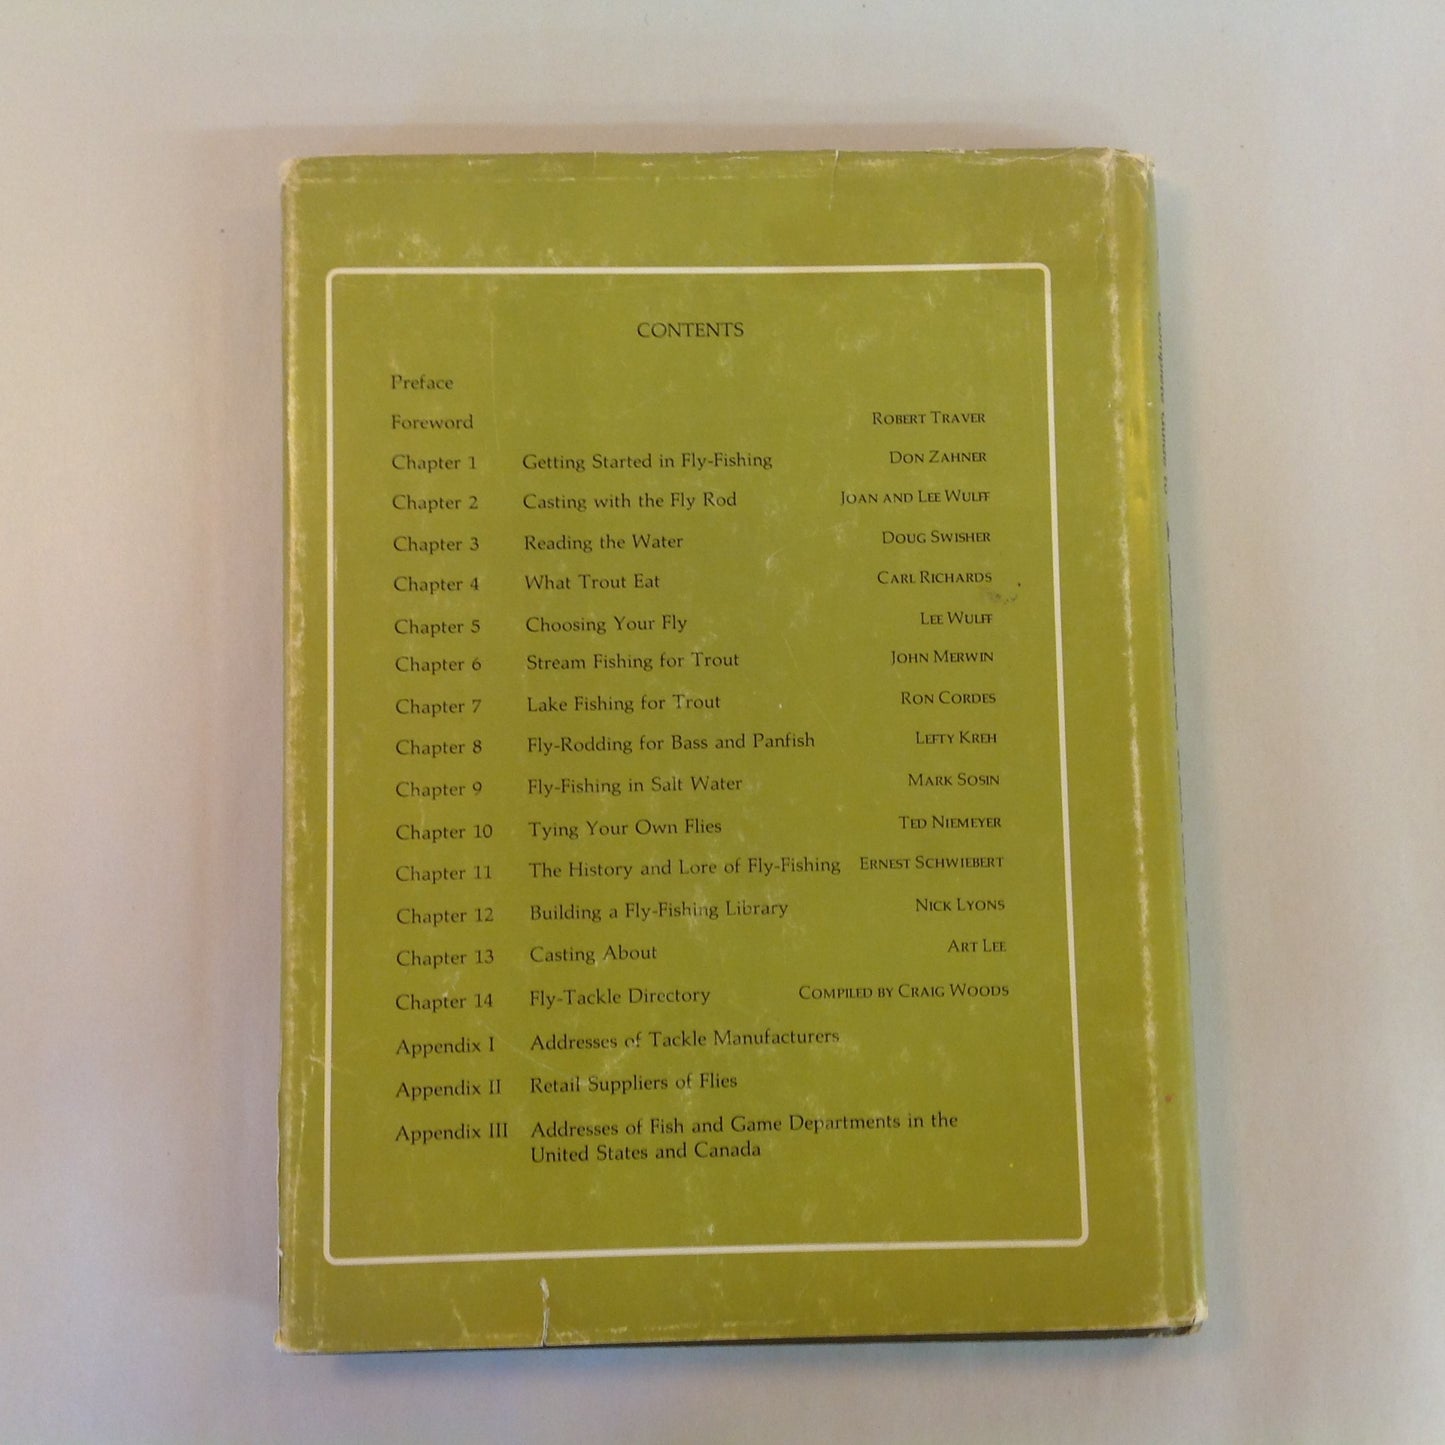 CONTENTS
Preface
Foreword ROBERT TRAVER
Chapter 1 Getting Started in Fly-Fishing DON ZAHNER
Chapter 2 Casting with the Fly Rod JOAN AND LEE WULFF
Chapter 3 Reading the Water DOUG SWISHER
Chapter 4 What Trout Eat CARL RICHARDS
Chapter 5 Choosing Your Fly LEE WULFF
Chapter 6 Stream Fishing for Trout JOHN MERWIN
Chapter 7 Lake Fishing for Trout RON CORDES
Chapter 8 Fly-Rodding for Bass and Panfish LEFTY KREH
Chapter 9 Fly-Fishing in Salt Water MARK SOSIN
Chapter 10 Tying Your Own Flies TED NIEMEYER
Chapter 11 The History and Lore of Fly-Fishing ERNEST SCHWIEBERT
Chapter 12 Building a Fly-Fishing Library NICK LYONS
Chapter 13 Casting About ART LEE
Chapter 14 Fly-Tackle Directory COMPILED BY CRAIG WOODS
Appendix I Addresses of Tackle Manufacturers
Appendix II Retail Suppliers of Flies
Appendix III Addresses of Fish and Game Departments in the
United States and Canada